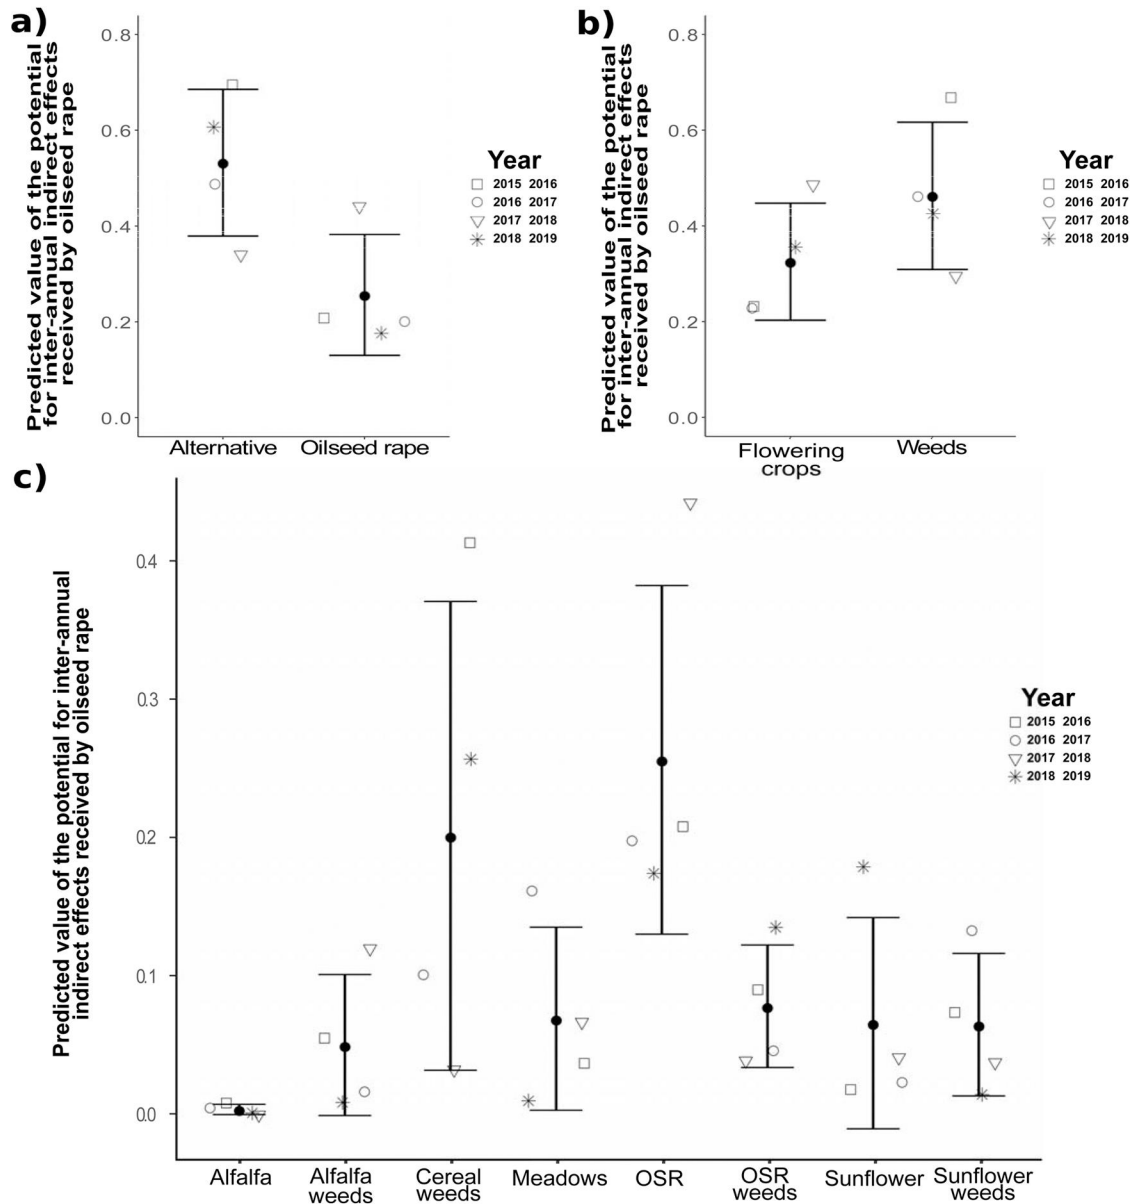 a)
Predicted value of the potential
for inter-annual indirect effects
received by oilseed rape
0.8
0.6
0.4
0.2
0.0
Alternative Oilseed rape
Year
2015 2016
2016 2017
2017 2018
2018 2019
b)
Predicted value of the potential
for inter-annual indirect effects
received by oilseed rape
0.8
0.6
0.4
0.2
0.0
Flowering
crops
Weeds
Year
2015 2016
2016 2017
2017 2018
2018 2019
c)
Predicted value of the potential for inter-annual
indirect effects received by oilseed rape
0.4
0.3
0.2
0.1
0.0
Alfalfa
Alfalfa
weeds
Cereal
weeds
Meadows
OSR
OSR
weeds
Sunflower
Sunflower
weeds
Year
2015 2016
2016 2017
2017 2018
2018 2019